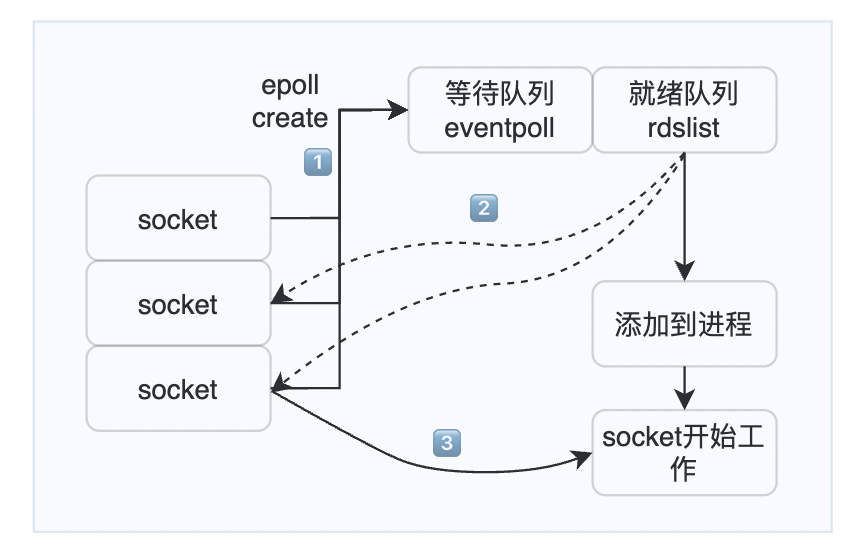 epoll
create
等待队列
eventpoll
就绪队列
rdslist
1
socket
2
socket
添加到进程
socket
3
socket开始工
作